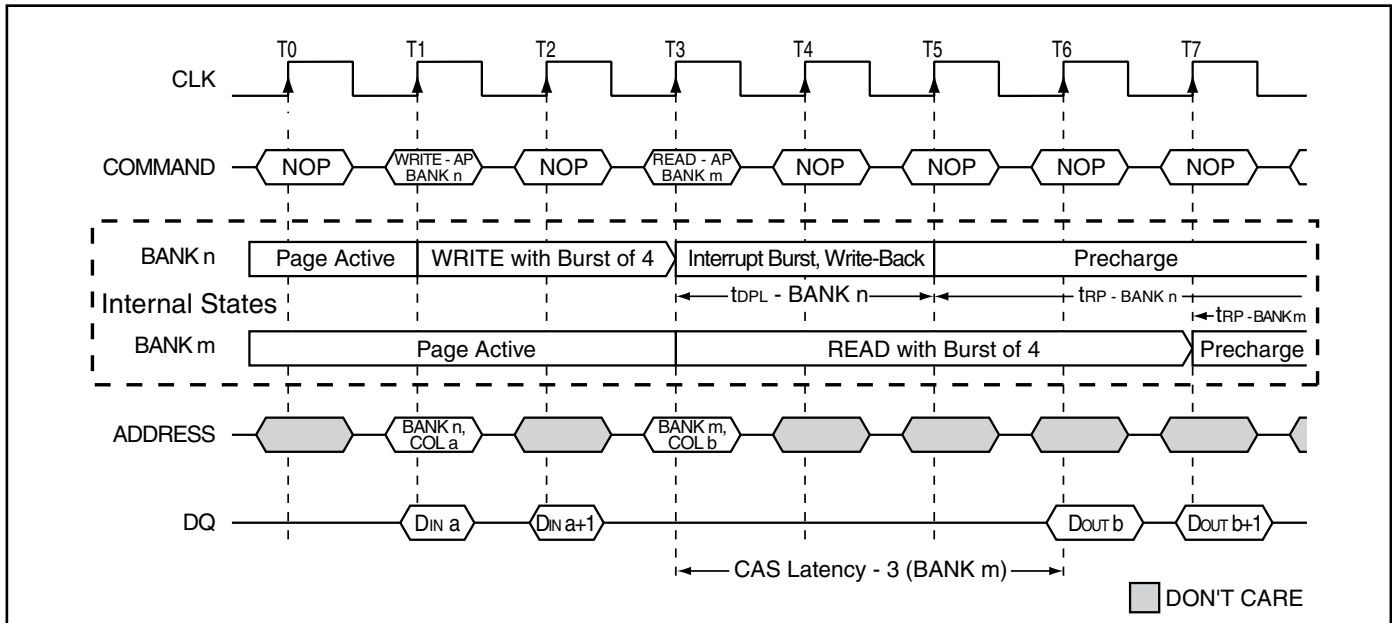 T0 T1 T2 T3 T4 T5 T6 T7
CLK
COMMAND NOP WRITE - AP BANK n NOP READ - AP BANK m NOP NOP NOP NOP
BANK n Page Active WRITE with Burst of 4 Interrupt Burst, Write-Back Precharge
tDPL - BANK n tRP - BANK n
Internal States
tRP - BANK m
BANK m Page Active READ with Burst of 4 Precharge
ADDRESS BANK n, COL a BANK m, COL b
DQ DIN a DIN a+1 DOUT b DOUT b+1
CAS Latency - 3 (BANK m)
DON'T CARE